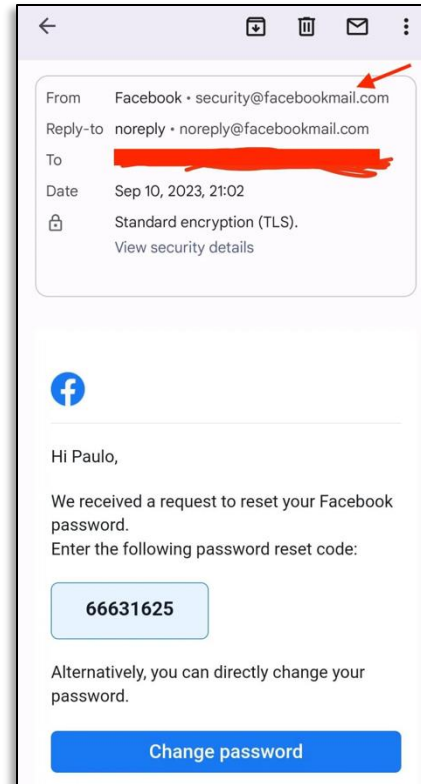 From Facebook • security@facebookmail.com
Reply-to noreply • noreply@facebookmail.com
To
Date Sep 10, 2023, 21:02
Standard encryption (TLS).
View security details
Hi Paulo,
We received a request to reset your Facebook
password.
Enter the following password reset code:
66631625
Alternatively, you can directly change your
password.
Change password